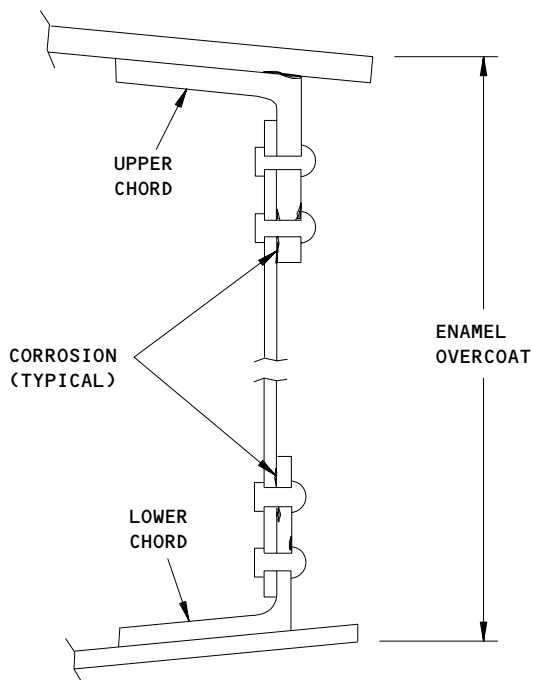 UPPER
CHORD
CORROSION
(TYPICAL)
ENAMEL
OVERCOAT
LOWER
CHORD